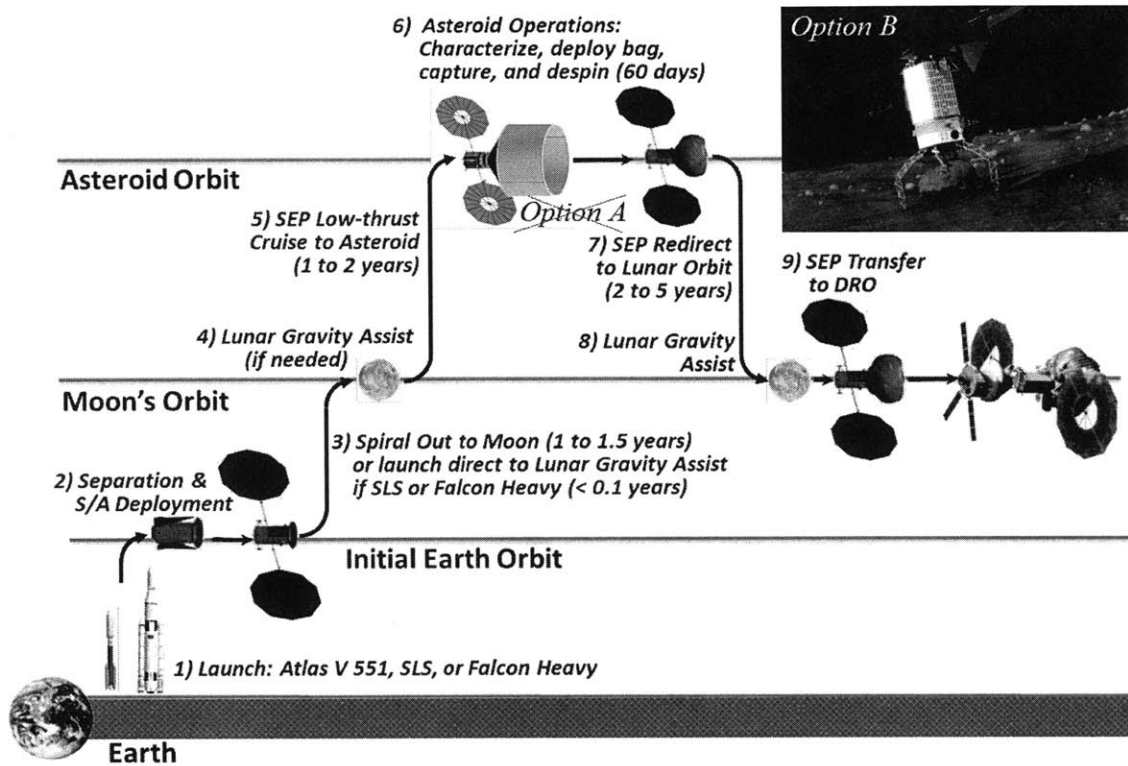 6) Asteroid Operations:
Characterize, deploy bag,
capture, and despin (60 days)
Option B
Asteroid Orbit
Option A
5) SEP Low-thrust
Cruise to Asteroid
(1 to 2 years)
7) SEP Redirect
to Lunar Orbit
(2 to 5 years)
9) SEP Transfer
to DRO
4) Lunar Gravity Assist
(if needed)
8) Lunar Gravity
Assist
Moon's Orbit
3) Spiral Out to Moon (1 to 1.5 years)
or launch direct to Lunar Gravity Assist
if SLS or Falcon Heavy (< 0.1 years)
2) Separation &
S/A Deployment
Initial Earth Orbit
1) Launch: Atlas V 551, SLS, or Falcon Heavy
Earth